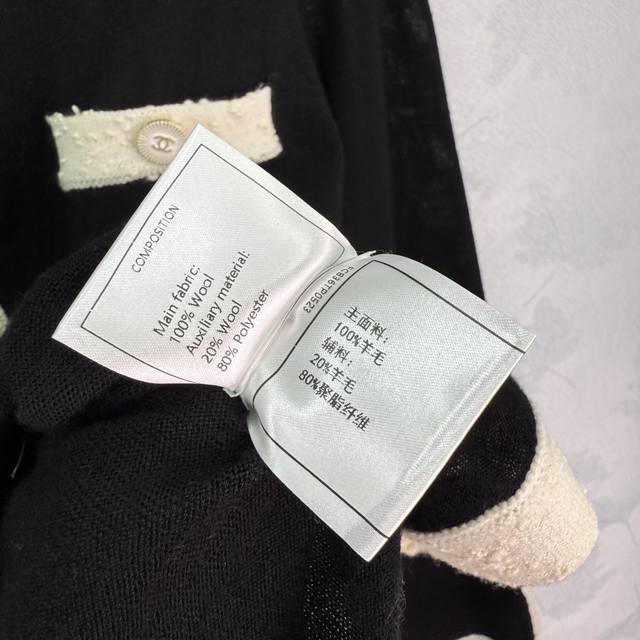 COMPOSITION
Main fabric:
100% Wool
Auxiliary material:
20% Wool
80% Polyester
主面料：
100%羊毛
辅料：
20%羊毛
80%聚脂纤维